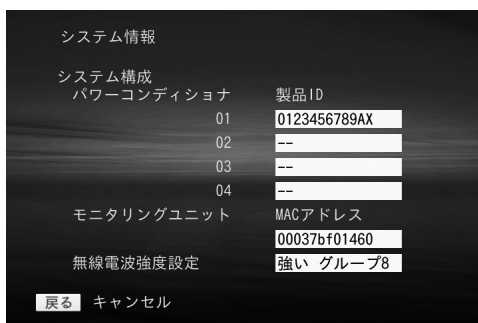 システム情報
システム構成
パワーコンディショナ 製品ID
01 0123456789AX
02 --
03 --
04 --
モニタリングユニット MACアドレス
00037bf01460
無線電波強度設定 強い グループ8
戻る キャンセル